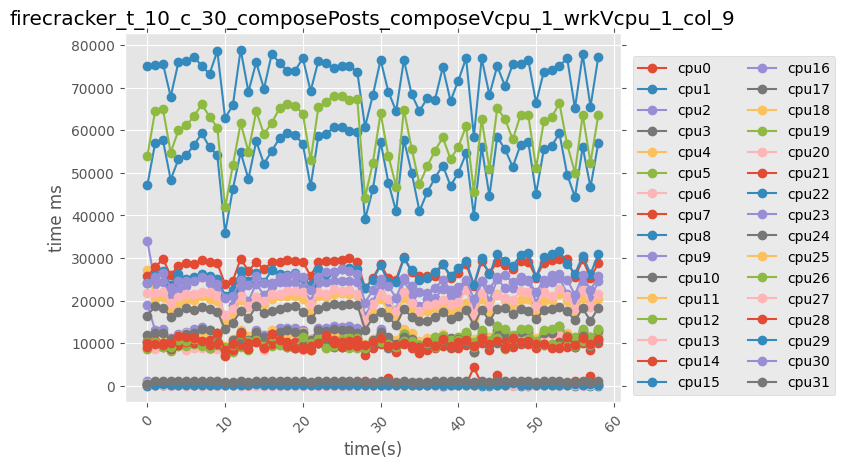 firecracker_t_10_c_30_composePosts_composeVcpu_1_wrkVcpu_1_col_9
80000
70000
60000
50000
40000
30000
20000
10000
0
time ms
0
10
20
30
40
50
60
time(s)
cpu0
cpu1
cpu2
cpu3
cpu4
cpu5
cpu6
cpu7
cpu8
cpu9
cpu10
cpu11
cpu12
cpu13
cpu14
cpu15
cpu16
cpu17
cpu18
cpu19
cpu20
cpu21
cpu22
cpu23
cpu24
cpu25
cpu26
cpu27
cpu28
cpu29
cpu30
cpu31